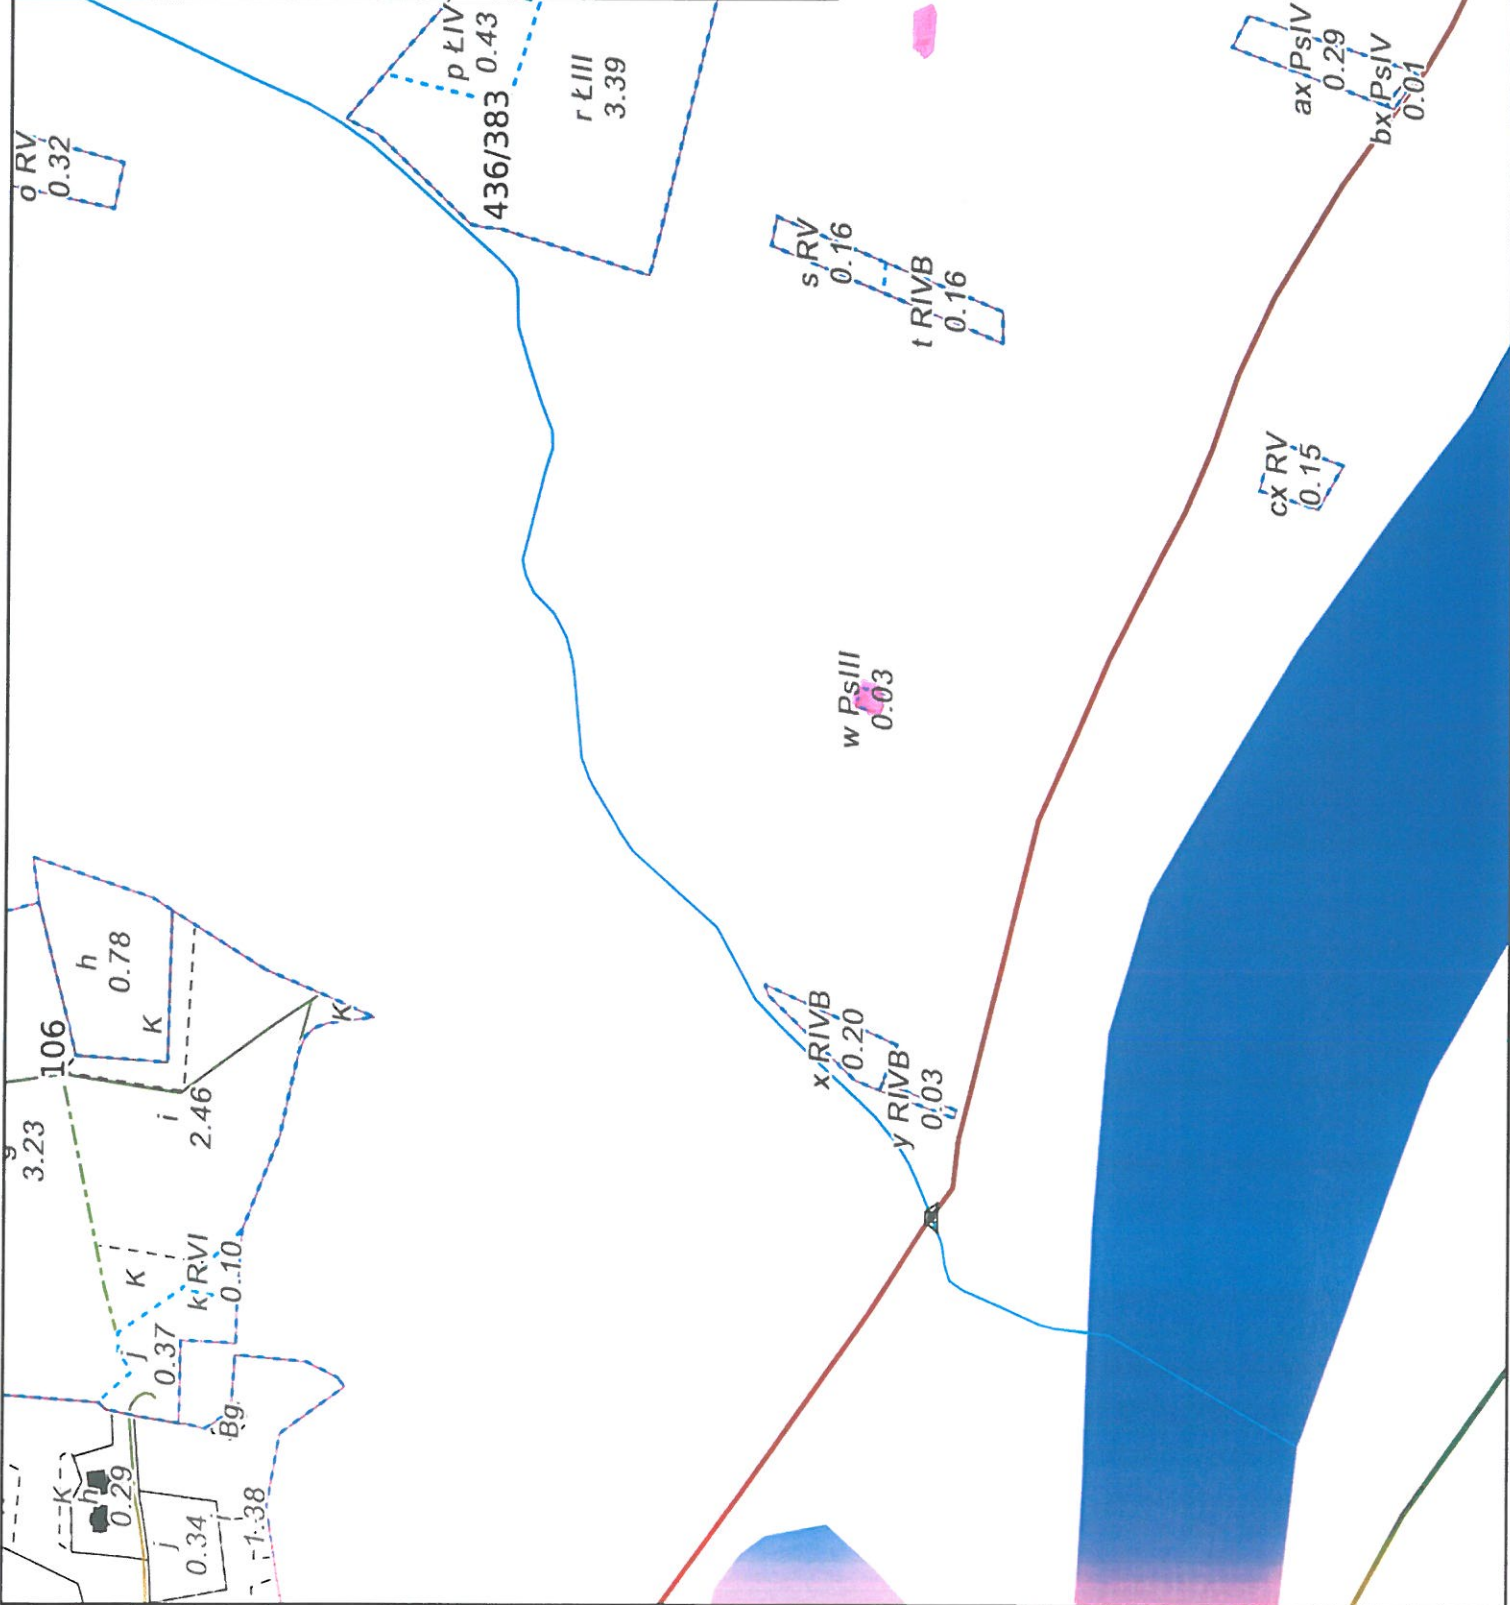 o RV
0.32
p ŁIV
0.43
436/383
r ŁIII
3.39
ax PsIV
0.29
bx PsIV
0.01
s RV
0.16
t RIVB
0.16
cx RV
0.15
w PsIII
0.03
h
0.78
K
K
106
i
2.46
3.23
x RIVB
0.20
y RIVB
0.03
K
k RVI
0.10
j
0.37
Bg
K
h
0.29
j
0.34
1.38